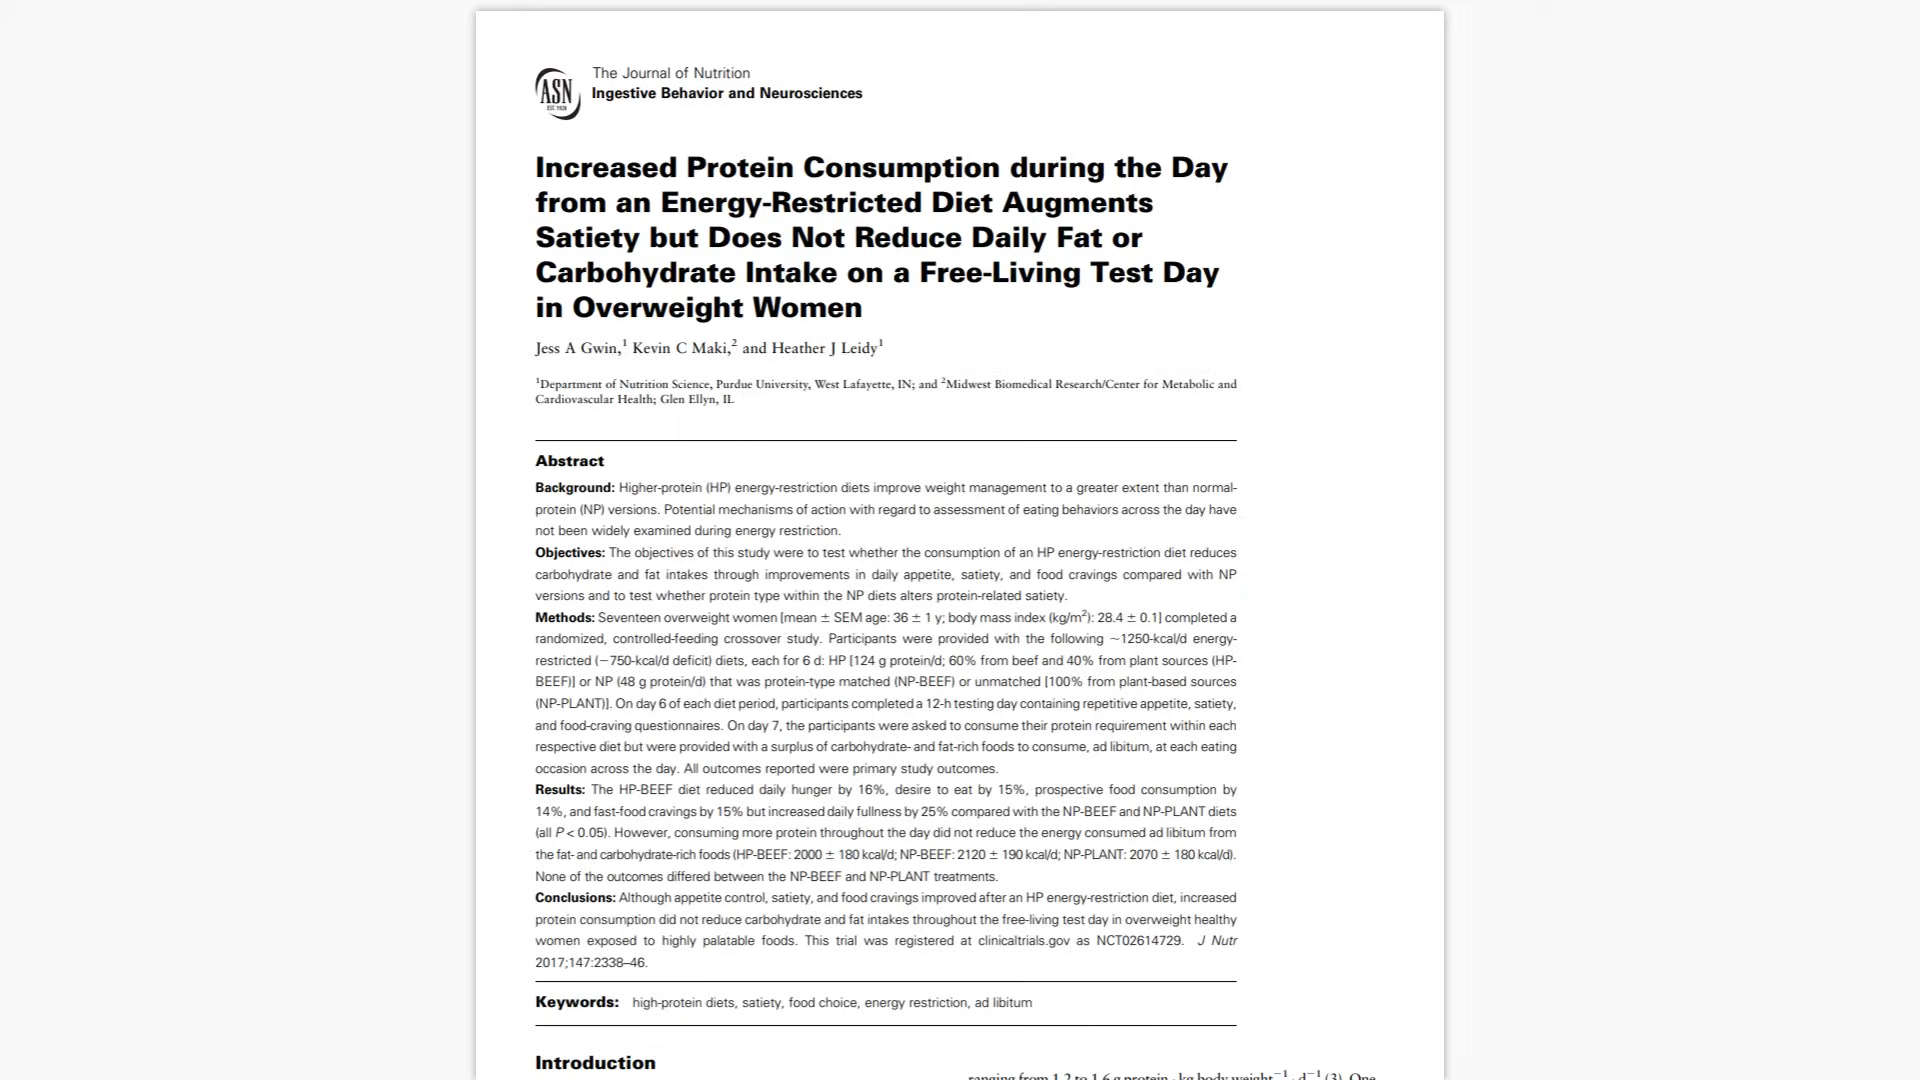 ASN
EST. 1928
The Journal of Nutrition
Ingestive Behavior and Neurosciences
Increased Protein Consumption during the Day
from an Energy-Restricted Diet Augments
Satiety but Does Not Reduce Daily Fat or
Carbohydrate Intake on a Free-Living Test Day
in Overweight Women
Jess A Gwin,¹ Kevin C Maki,² and Heather J Leidy¹
¹Department of Nutrition Science, Purdue University, West Lafayette, IN; and ²Midwest Biomedical Research/Center for Metabolic and
Cardiovascular Health; Glen Ellyn, IL
Abstract
Background: Higher-protein (HP) energy-restriction diets improve weight management to a greater extent than normal-
protein (NP) versions. Potential mechanisms of action with regard to assessment of eating behaviors across the day have
not been widely examined during energy restriction.
Objectives: The objectives of this study were to test whether the consumption of an HP energy-restriction diet reduces
carbohydrate and fat intakes through improvements in daily appetite, satiety, and food cravings compared with NP
versions and to test whether protein type within the NP diets alters protein-related satiety.
Methods: Seventeen overweight women [mean ± SEM age: 36 ± 1 y; body mass index (kg/m²): 28.4 ± 0.1] completed a
randomized, controlled-feeding crossover study. Participants were provided with the following ~1250-kcal/d energy-
restricted (−750-kcal/d deficit) diets, each for 6 d: HP [124 g protein/d; 60% from beef and 40% from plant sources (HP-
BEEF)] or NP (48 g protein/d) that was protein-type matched (NP-BEEF) or unmatched [100% from plant-based sources
(NP-PLANT)]. On day 6 of each diet period, participants completed a 12-h testing day containing repetitive appetite, satiety,
and food-craving questionnaires. On day 7, the participants were asked to consume their protein requirement within each
respective diet but were provided with a surplus of carbohydrate- and fat-rich foods to consume, ad libitum, at each eating
occasion across the day. All outcomes reported were primary study outcomes.
Results: The HP-BEEF diet reduced daily hunger by 16%, desire to eat by 15%, prospective food consumption by
14%, and fast-food cravings by 15% but increased daily fullness by 25% compared with the NP-BEEF and NP-PLANT diets
(all P < 0.05). However, consuming more protein throughout the day did not reduce the energy consumed ad libitum from
the fat- and carbohydrate-rich foods (HP-BEEF: 2000 ± 180 kcal/d; NP-BEEF: 2120 ± 190 kcal/d; NP-PLANT: 2070 ± 180 kcal/d).
None of the outcomes differed between the NP-BEEF and NP-PLANT treatments.
Conclusions: Although appetite control, satiety, and food cravings improved after an HP energy-restriction diet, increased
protein consumption did not reduce carbohydrate and fat intakes throughout the free-living test day in overweight healthy
women exposed to highly palatable foods. This trial was registered at clinicaltrials.gov as NCT02614729. J Nutr
2017;147:2338–46.
Keywords: high-protein diets, satiety, food choice, energy restriction, ad libitum
Introduction
ranging from 1.2 to 1.6 g protein · kg body weight⁻¹ · d⁻¹ (3). One